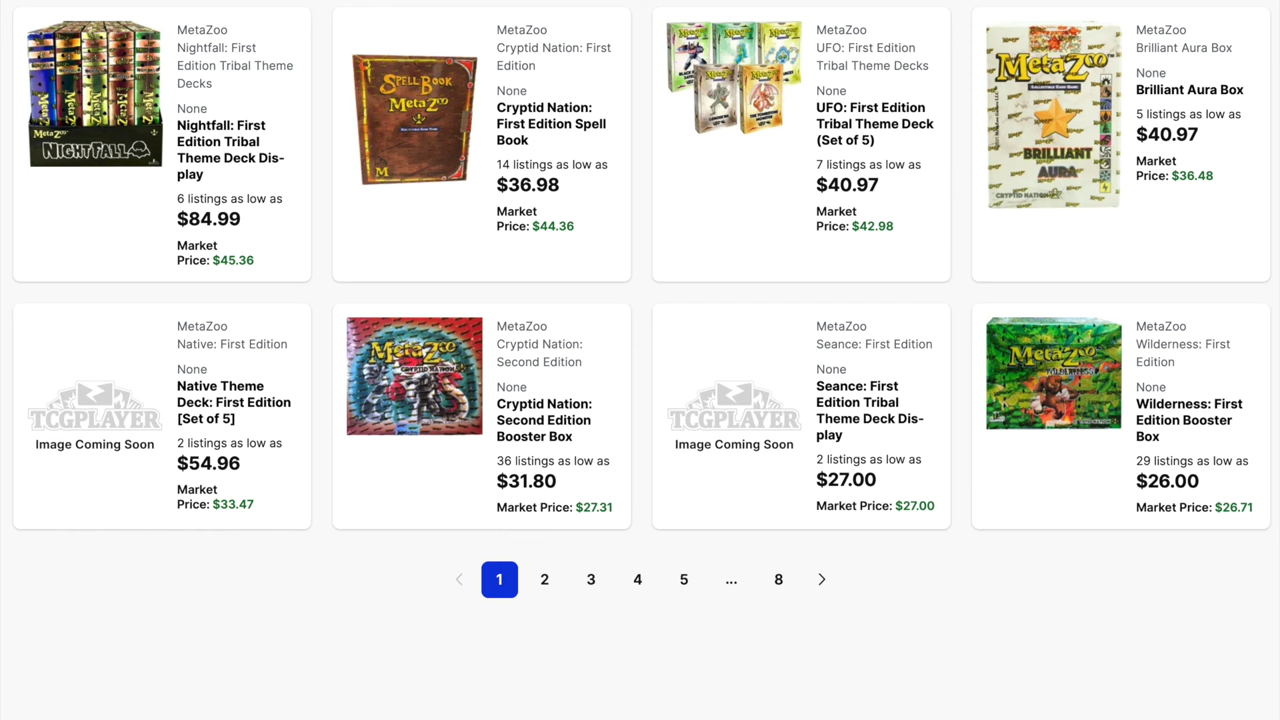 MetaZoo
Nightfall: First
Edition Tribal Theme
Decks
None
Nightfall: First
Edition Tribal
Theme Deck Dis-
play
6 listings as low as
$84.99
Market
Price: $45.36
MetaZoo
NIGHTFALL
MetaZoo
Cryptid Nation: First
Edition
None
Cryptid Nation:
First Edition Spell
Book
14 listings as low as
$36.98
Market
Price: $44.36
SPELL BOOK
MetaZoo
M
MetaZoo
UFO: First Edition
Tribal Theme Decks
None
UFO: First Edition
Tribal Theme Deck
(Set of 5)
7 listings as low as
$40.97
Market
Price: $42.98
MetaZoo
Brilliant Aura Box
None
Brilliant Aura Box
5 listings as low as
$40.97
Market
Price: $36.48
MetaZoo
BRILLIANT
AURA
CRYPTID NATION
MetaZoo
Native: First Edition
None
Native Theme
Deck: First Edition
[Set of 5]
2 listings as low as
$54.96
Market
Price: $33.47
TCGPLAYER
Image Coming Soon
MetaZoo
Cryptid Nation:
Second Edition
None
Cryptid Nation:
Second Edition
Booster Box
36 listings as low as
$31.80
Market Price: $27.31
MetaZoo
CRYPTID NATION
MetaZoo
Seance: First Edition
None
Seance: First
Edition Tribal
Theme Deck Dis-
play
2 listings as low as
$27.00
Market Price: $27.00
TCGPLAYER
Image Coming Soon
MetaZoo
Wilderness: First
Edition
None
Wilderness: First
Edition Booster
Box
29 listings as low as
$26.00
Market Price: $26.71
MetaZoo
WILDERNESS
1 2 3 4 5 ... 8